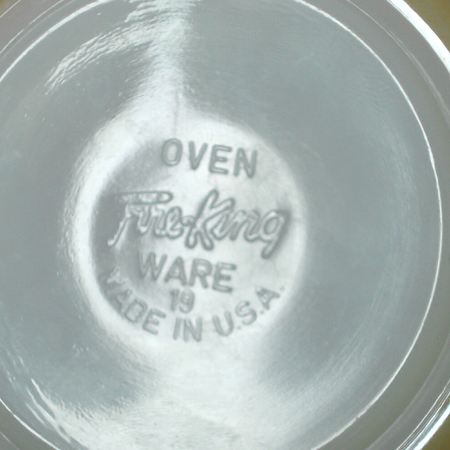 OVEN
Fire-King
WARE
19
MADE IN U.S.A.